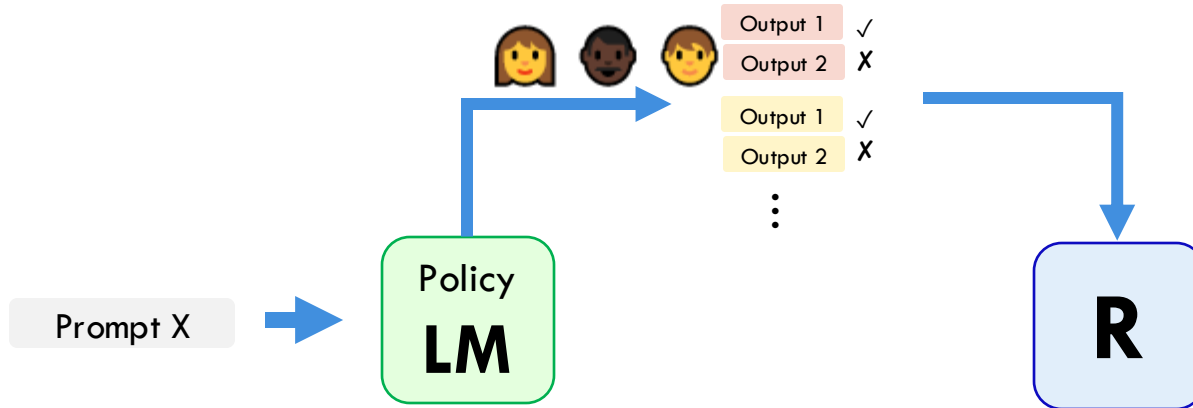 Output 1 ✓
Output 2 ✗
Output 1 ✓
Output 2 ✗
⋮
Policy
LM
Prompt X
R